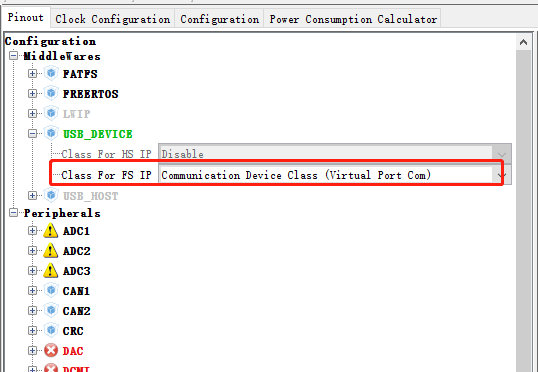 Pinout Clock Configuration Communication Configuration Power Consumption Calculator
Configuration
MiddleWares
FATFS
FREERTOS
LWIP
USB_DEVICE
Class For HS IP Disable
Class For FS IP Communication Device Class (Virtual Port Com)
USB_HOST
Peripherals
ADC1
ADC2
ADC3
CAN1
CAN2
CRC
DAC
DCMI